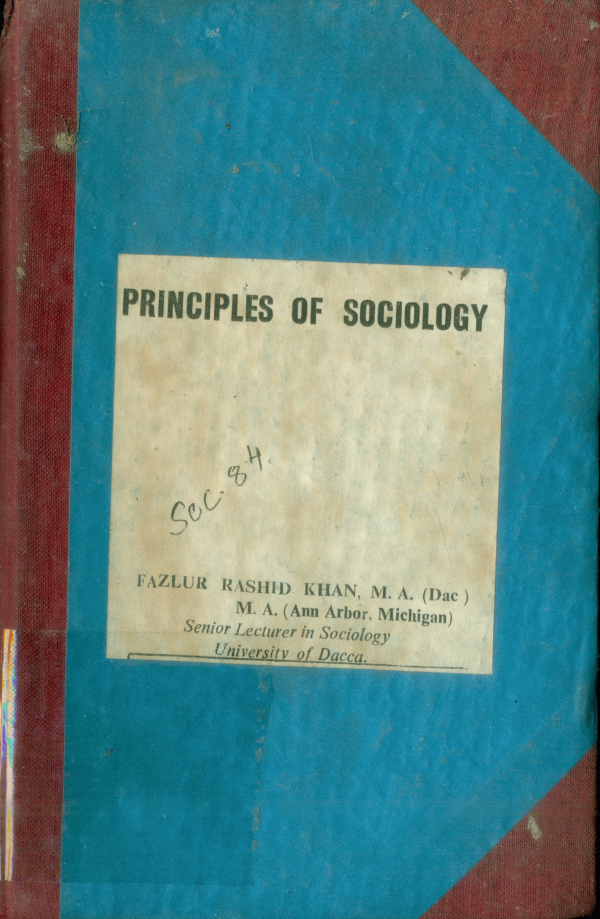 PRINCIPLES OF SOCIOLOGY
Soc. 84
FAZLUR RASHID KHAN, M. A. (Dac )
M. A. (Ann Arbor, Michigan)
Senior Lecturer in Sociology
University of Dacca.